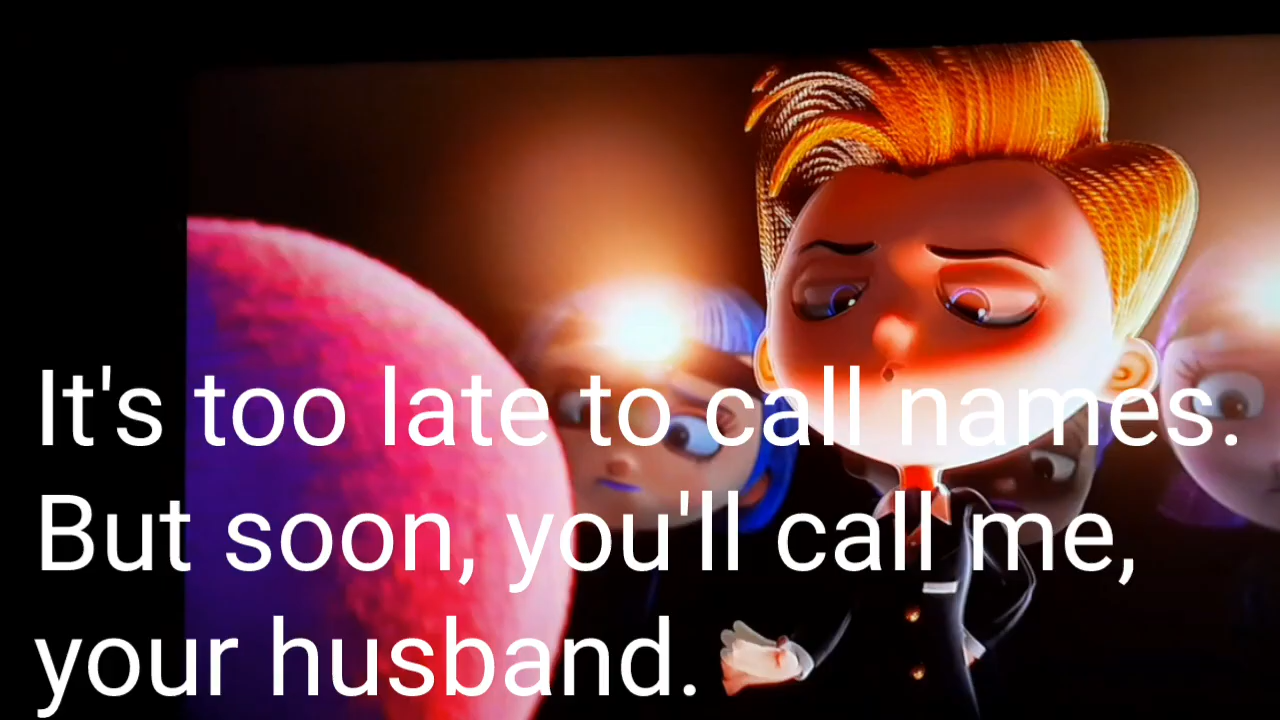 It's too late to call names.
But soon, you'll call me,
your husband.